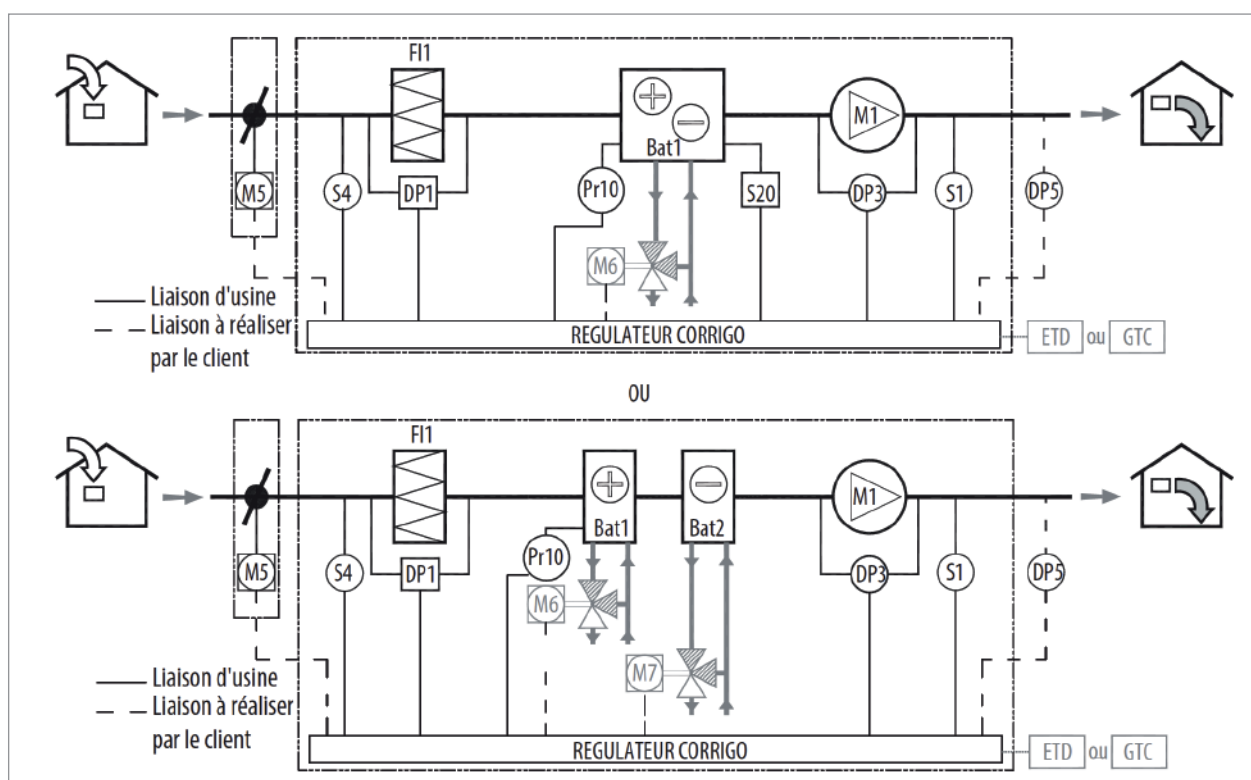 FI1
M1
Bat1
M5
S4
DP1
Pr10
S20
DP3
S1
DP5
M6
Liaison d'usine
Liaison à réaliser
par le client
REGULATEUR CORRIGO
ETD ou GTC
OU
FI1
M1
Bat1
Bat2
M5
S4
DP1
Pr10
DP3
S1
DP5
M6
M7
Liaison d'usine
Liaison à réaliser
par le client
REGULATEUR CORRIGO
ETD ou GTC